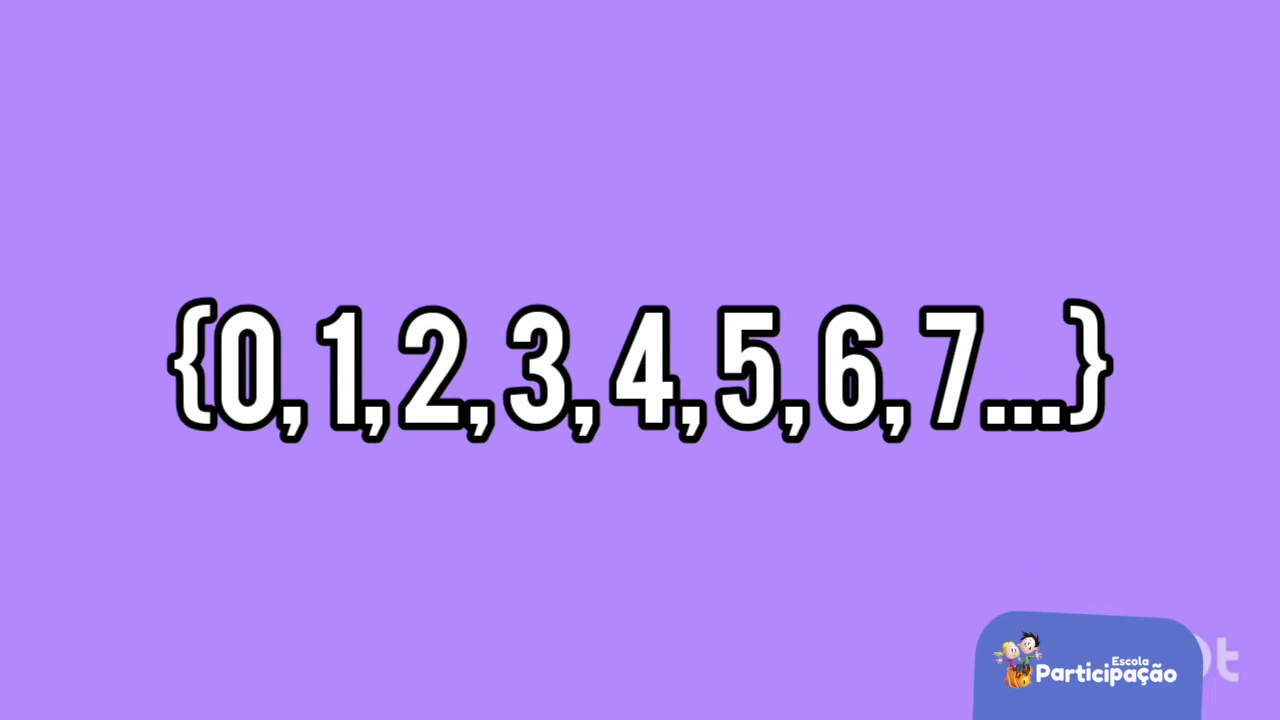 {0, 1, 2, 3, 4, 5, 6, 7...}
Escola
Participação